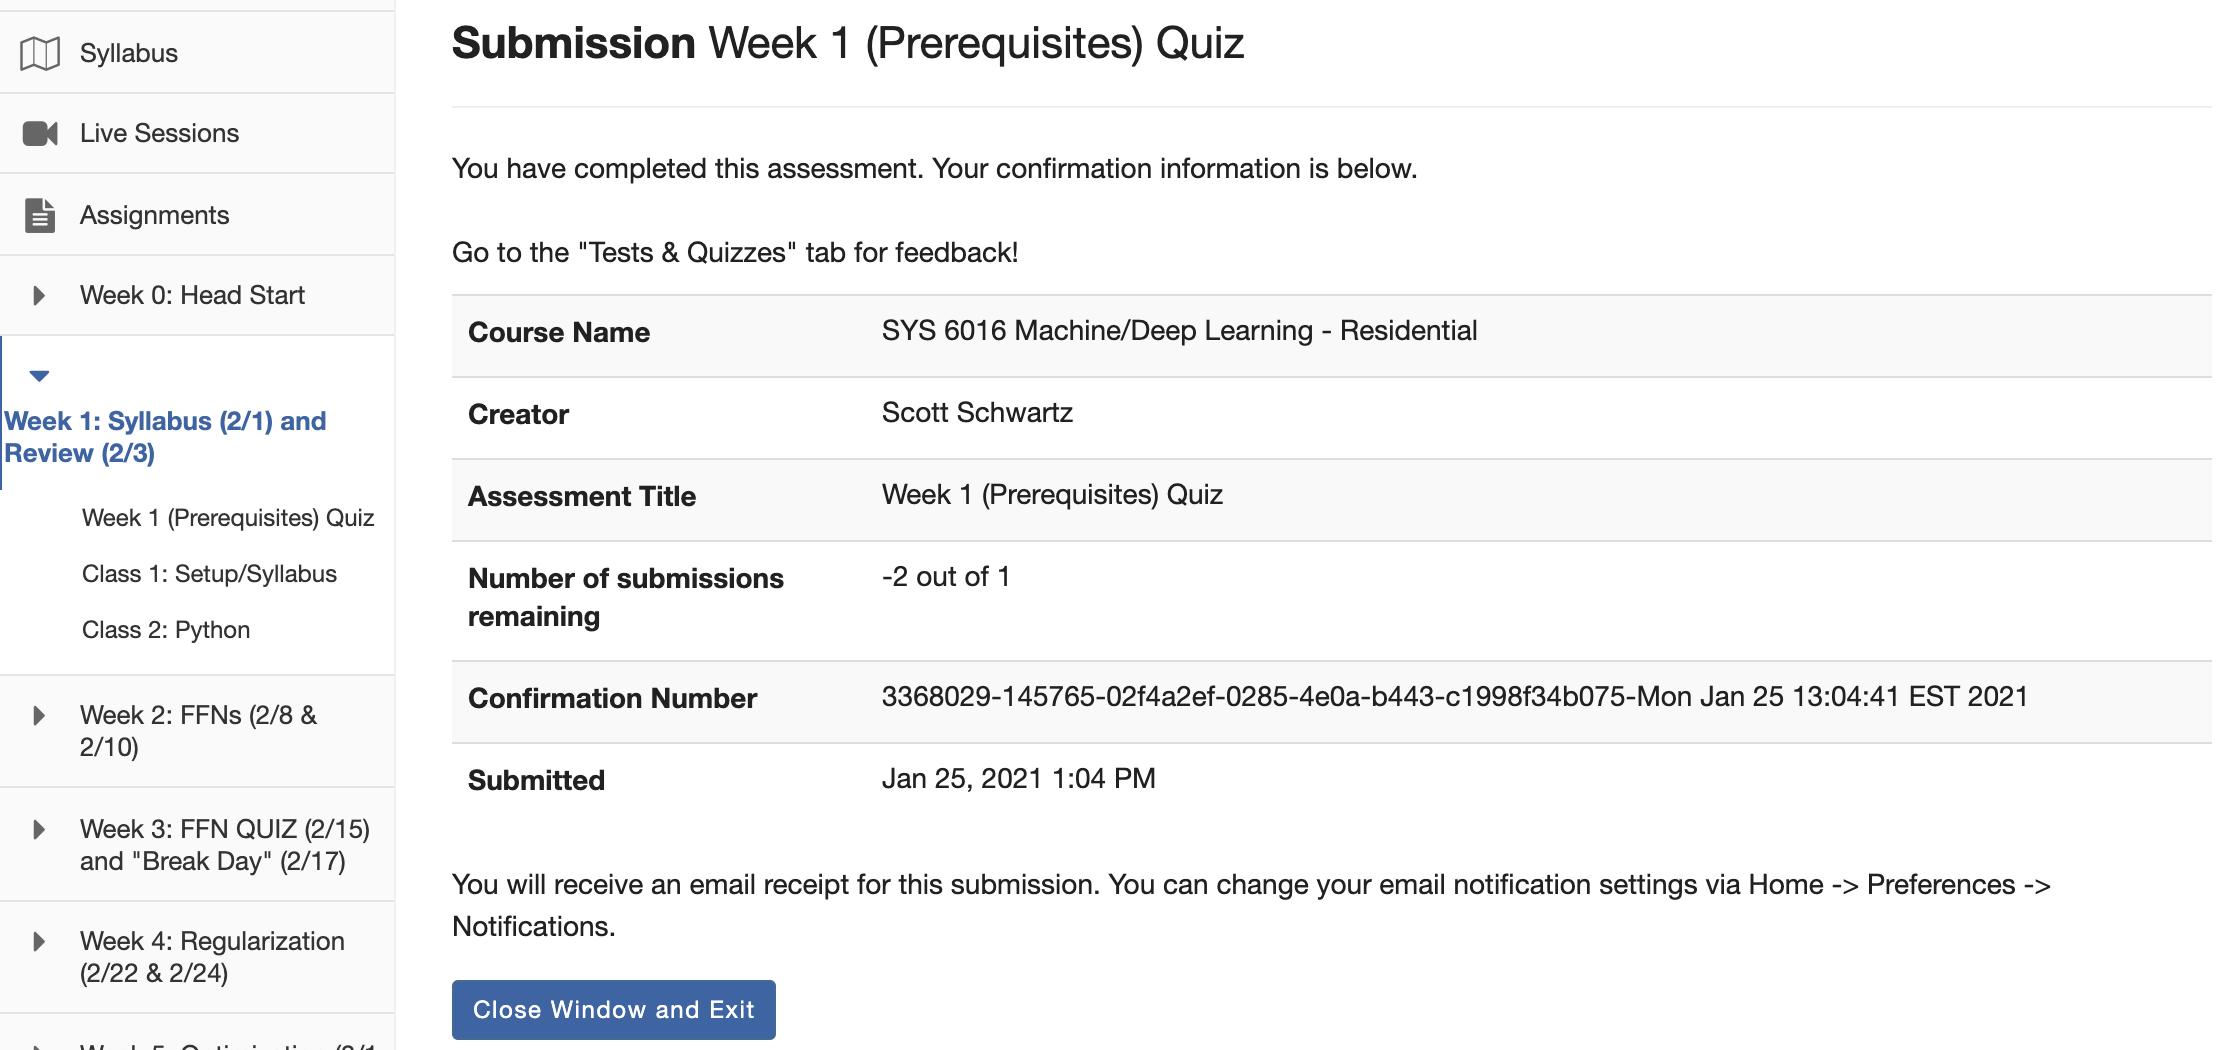 Syllabus
Live Sessions
Assignments
Week 0: Head Start
Week 1: Syllabus (2/1) and
Review (2/3)
Week 1 (Prerequisites) Quiz
Class 1: Setup/Syllabus
Class 2: Python
Week 2: FFNs (2/8 &
2/10)
Week 3: FFN QUIZ (2/15)
and "Break Day" (2/17)
Week 4: Regularization
(2/22 & 2/24)
Submission Week 1 (Prerequisites) Quiz
You have completed this assessment. Your confirmation information is below.
Go to the "Tests & Quizzes" tab for feedback!
Course Name SYS 6016 Machine/Deep Learning - Residential
Creator Scott Schwartz
Assessment Title Week 1 (Prerequisites) Quiz
Number of submissions -2 out of 1
remaining
Confirmation Number 3368029-145765-02f4a2ef-0285-4e0a-b443-c1998f34b075-Mon Jan 25 13:04:41 EST 2021
Submitted Jan 25, 2021 1:04 PM
You will receive an email receipt for this submission. You can change your email notification settings via Home -> Preferences ->
Notifications.
Close Window and Exit